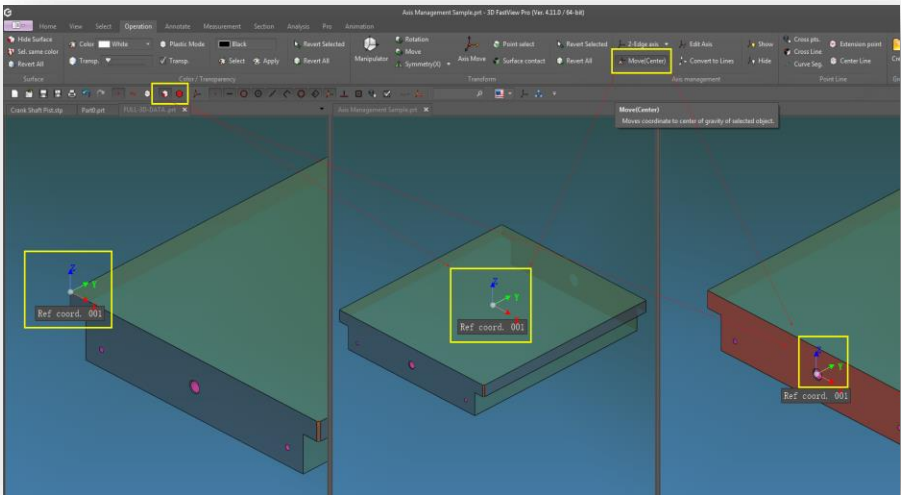 Axis Management Sample.prt - 3D FastView Pro (Ver. 4.21.0 / 64-bit)
Home View Select Operation Annotate Measurement Section Analysis Pro Animation
Hide Surface Color White Plastic Mode Black Revert Selected Rotation Point select Revert Selected 2-Edge axis Edit Axis Show Cross pts. Extension point
Sel. same color Manipulator Move Axis Move Cross Line
Revert All Transp. Transp. Select Apply Revert All Symmetry(X) Surface contact Revert All Move(Center) Convert to Lines Hide Curve Seg. Center Line
Surface Color / Transparency Transform Axis management Point Line
Crank Shaft Pist.stp Part0.prt FULL-3D-DATA .prt Axis Management Sample.prt
Move(Center)
Moves coordinate to center of gravity of selected object.
Z
Y
Ref coord. 001
Z
Y
Ref coord. 001
Z
Y
Ref coord. 001